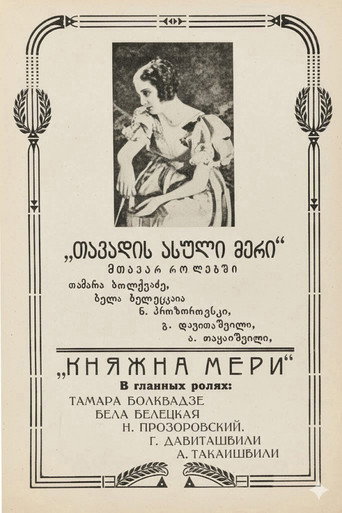 „თავადის ასული მერი“
მთავარ როლებში
თამარა ბოლქვაძე,
ბელა ბელეცკაია
ნ. პროზოროვსკი,
გ. დავითაშვილი,
ა. თაყაიშვილი,
„КНЯЖНА МЕРИ“
В гланных ролях:
ТАМАРА БОЛКВАДЗЕ
БЕЛА БЕЛЕЦКАЯ
Н. ПРОЗОРОВСКИЙ.
Г. ДАВИТАШВИЛИ
А. ТАКАИШВИЛИ